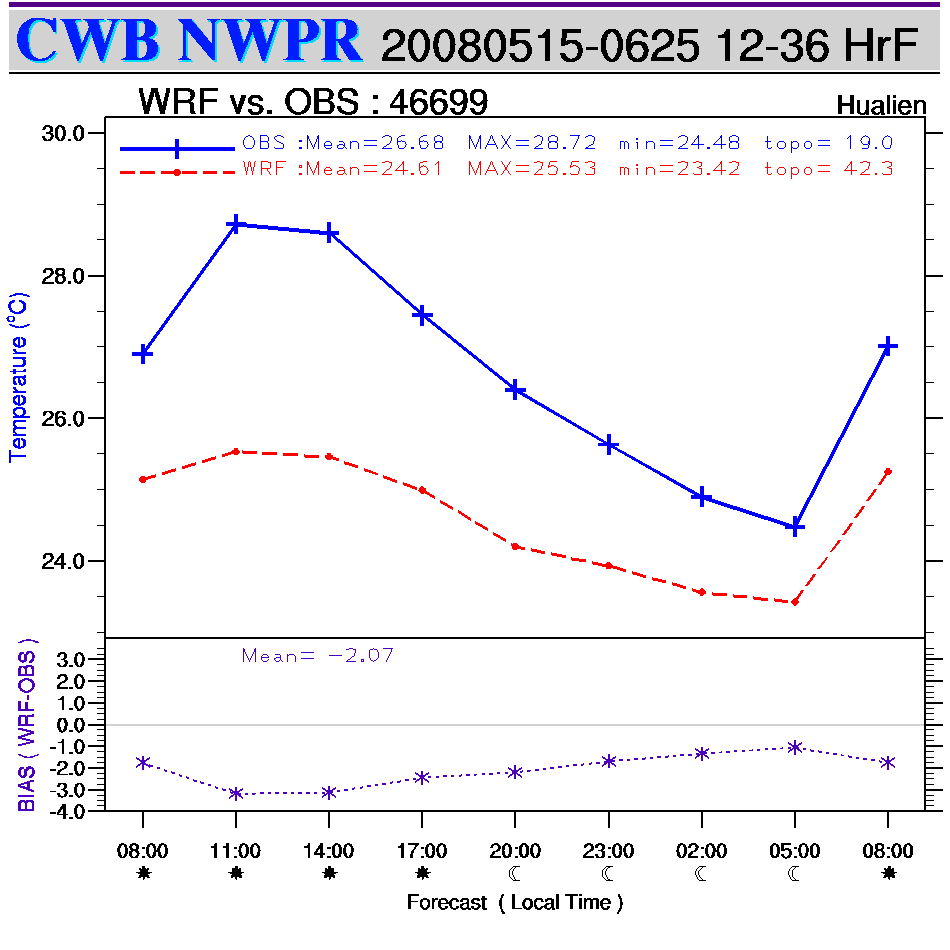 CWB NWPR 20080515-0625 12-36 HrF
WRF vs. OBS : 46699
Hualien
OBS :Mean=26.68 MAX=28.72 min=24.48 topo= 19.0
WRF :Mean=24.61 MAX=25.53 min=23.42 topo= 42.3
30.0
28.0
26.0
24.0
Temperature (°C)
Mean= -2.07
3.0
2.0
1.0
0.0
-1.0
-2.0
-3.0
-4.0
BIAS ( WRF-OBS )
08:00 11:00 14:00 17:00 20:00 23:00 02:00 05:00 08:00
Forecast ( Local Time )